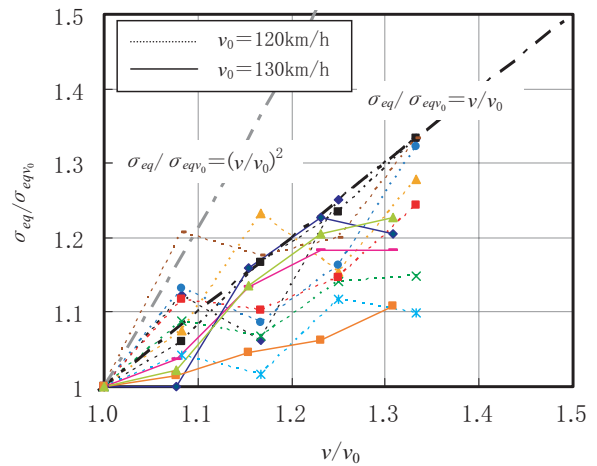 1.5
1.4
1.3
1.2
1.1
1
σeq/σeqv₀
v₀=120km/h
v₀=130km/h
σeq/σeqv₀=v/v₀
σeq/σeqv₀=(v/v₀)²
1.0 1.1 1.2 1.3 1.4 1.5
v/v₀